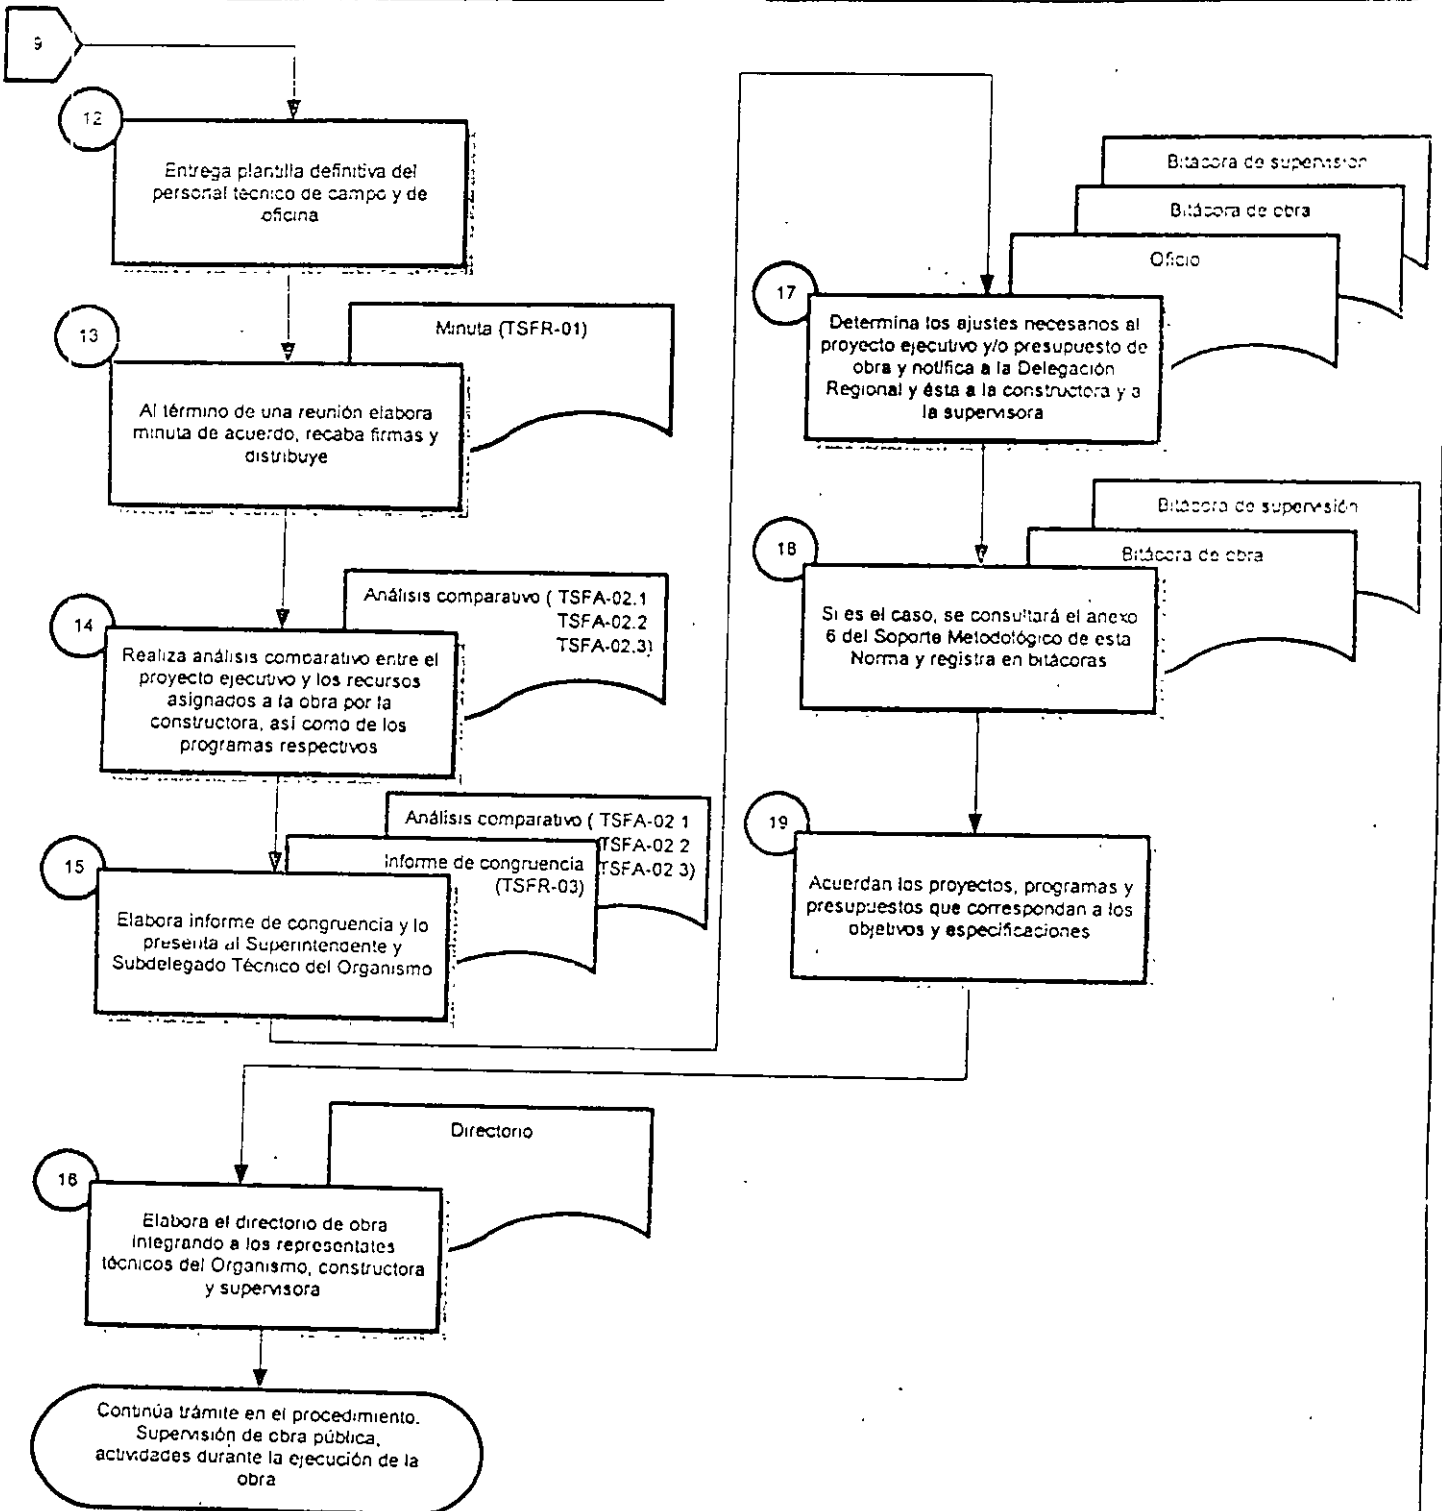 9
12
Entrega plantilla definitiva del
personal técnico de campo y de
oficina
13
Minuta (TSFR-01)
Al término de una reunión elabora
minuta de acuerdo, recaba firmas y
distribuye
14
Análisis comparativo ( TSFA-02.1
TSFA-02.2
TSFA-02.3)
Realiza análisis comparativo entre el
proyecto ejecutivo y los recursos
asignados a la obra por la
constructora, así como de los
programas respectivos
15
Análisis comparativo ( TSFA-02 1
TSFA-02 2
TSFA-02 3)
Informe de congruencia
(TSFR-03)
Elabora informe de congruencia y lo
presenta al Superintendente y
Subdelegado Técnico del Organismo
17
Bitácora de supervisión
Bitácora de obra
Oficio
Determina los ajustes necesarios al
proyecto ejecutivo y/o presupuesto de
obra y notifica a la Delegación
Regional y ésta a la constructora y a
la supervisora
18
Bitácora de supervisión
Bitácora de obra
Si es el caso, se consultará el anexo
6 del Soporte Metodológico de esta
Norma y registra en bitácoras
19
Acuerdan los proyectos, programas y
presupuestos que correspondan a los
objetivos y especificaciones
16
Directorio
Elabora el directorio de obra
integrando a los representates
técnicos del Organismo, constructora
y supervisora
Continúa trámite en el procedimiento.
Supervisión de obra pública,
actividades durante la ejecución de la
obra